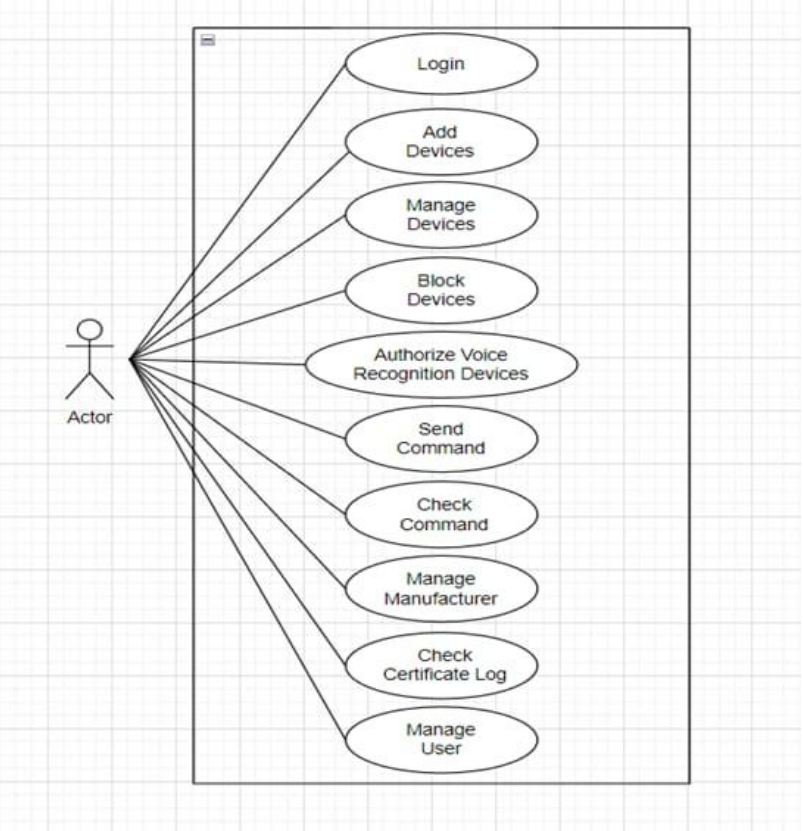 Login
Add
Devices
Manage
Devices
Block
Devices
Authorize Voice
Recognition Devices
Actor
Send
Command
Check
Command
Manage
Manufacturer
Check
Certificate Log
Manage
User